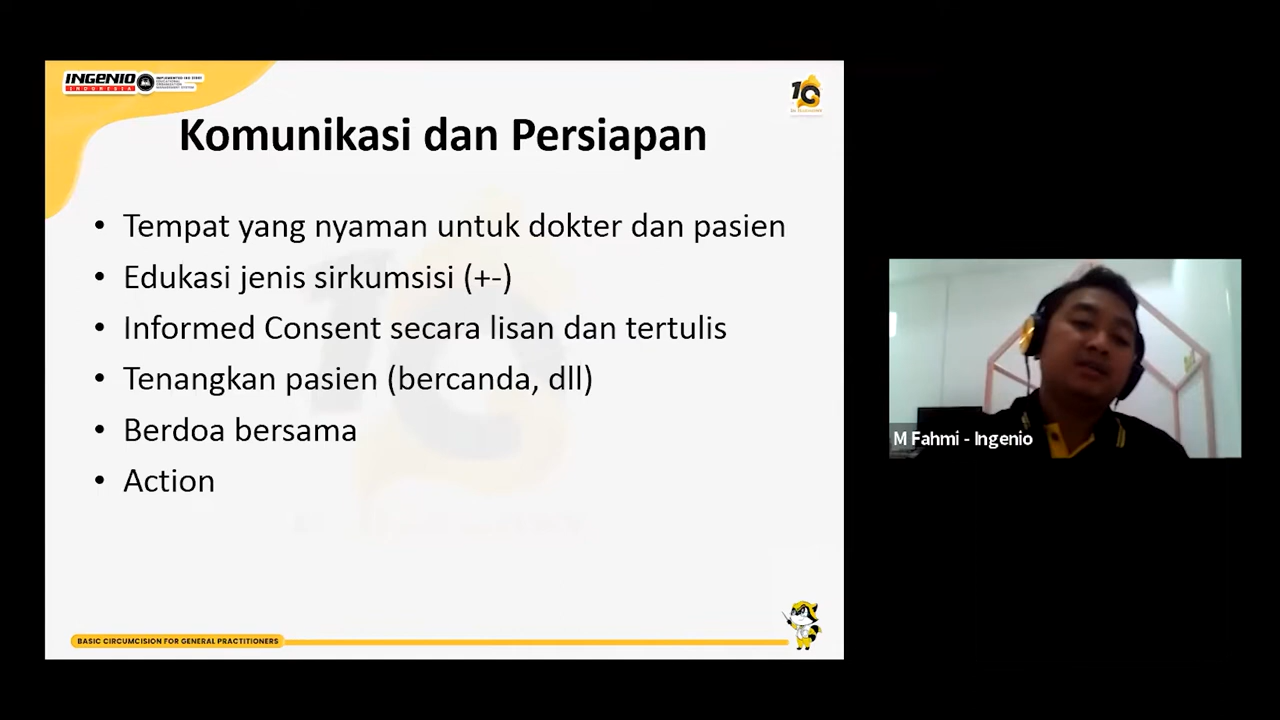 INGENIO
INDONESIA
Komunikasi dan Persiapan
• Tempat yang nyaman untuk dokter dan pasien
• Edukasi jenis sirkumsisi (+-)
• Informed Consent secara lisan dan tertulis
• Tenangkan pasien (bercanda, dll)
• Berdoa bersama
• Action
M Fahmi - Ingenio
BASIC CIRCUMCISION FOR GENERAL PRACTITIONERS